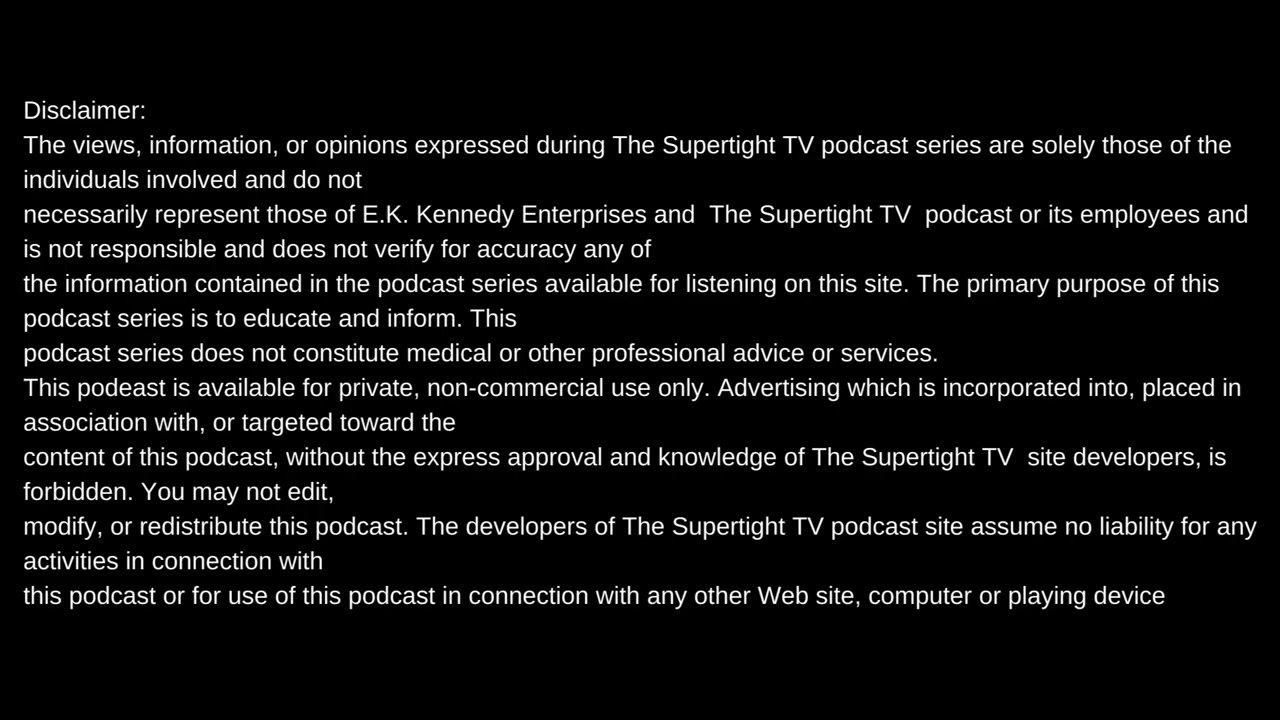 Disclaimer:
The views, information, or opinions expressed during The Supertight TV podcast series are solely those of the
individuals involved and do not
necessarily represent those of E.K. Kennedy Enterprises and  The Supertight TV  podcast or its employees and
is not responsible and does not verify for accuracy any of
the information contained in the podcast series available for listening on this site. The primary purpose of this
podcast series is to educate and inform. This
podcast series does not constitute medical or other professional advice or services.
This podeast is available for private, non-commercial use only. Advertising which is incorporated into, placed in
association with, or targeted toward the
content of this podcast, without the express approval and knowledge of The Supertight TV  site developers, is
forbidden. You may not edit,
modify, or redistribute this podcast. The developers of The Supertight TV podcast site assume no liability for any
activities in connection with
this podcast or for use of this podcast in connection with any other Web site, computer or playing device